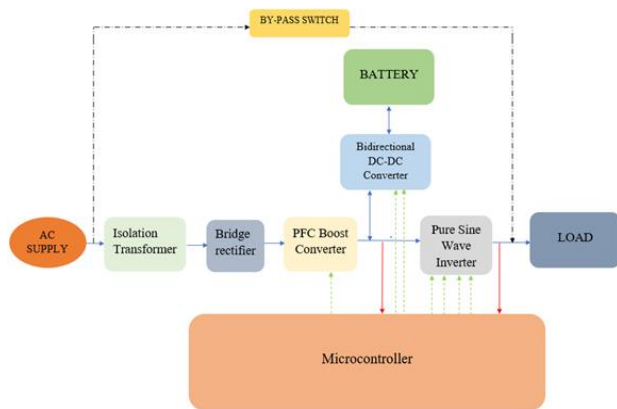 BY-PASS SWITCH
BATTERY
Bidirectional
DC-DC
Converter
AC
SUPPLY
Isolation
Transformer
Bridge
rectifier
PFC Boost
Converter
Pure Sine
Wave
Inverter
LOAD
Microcontroller